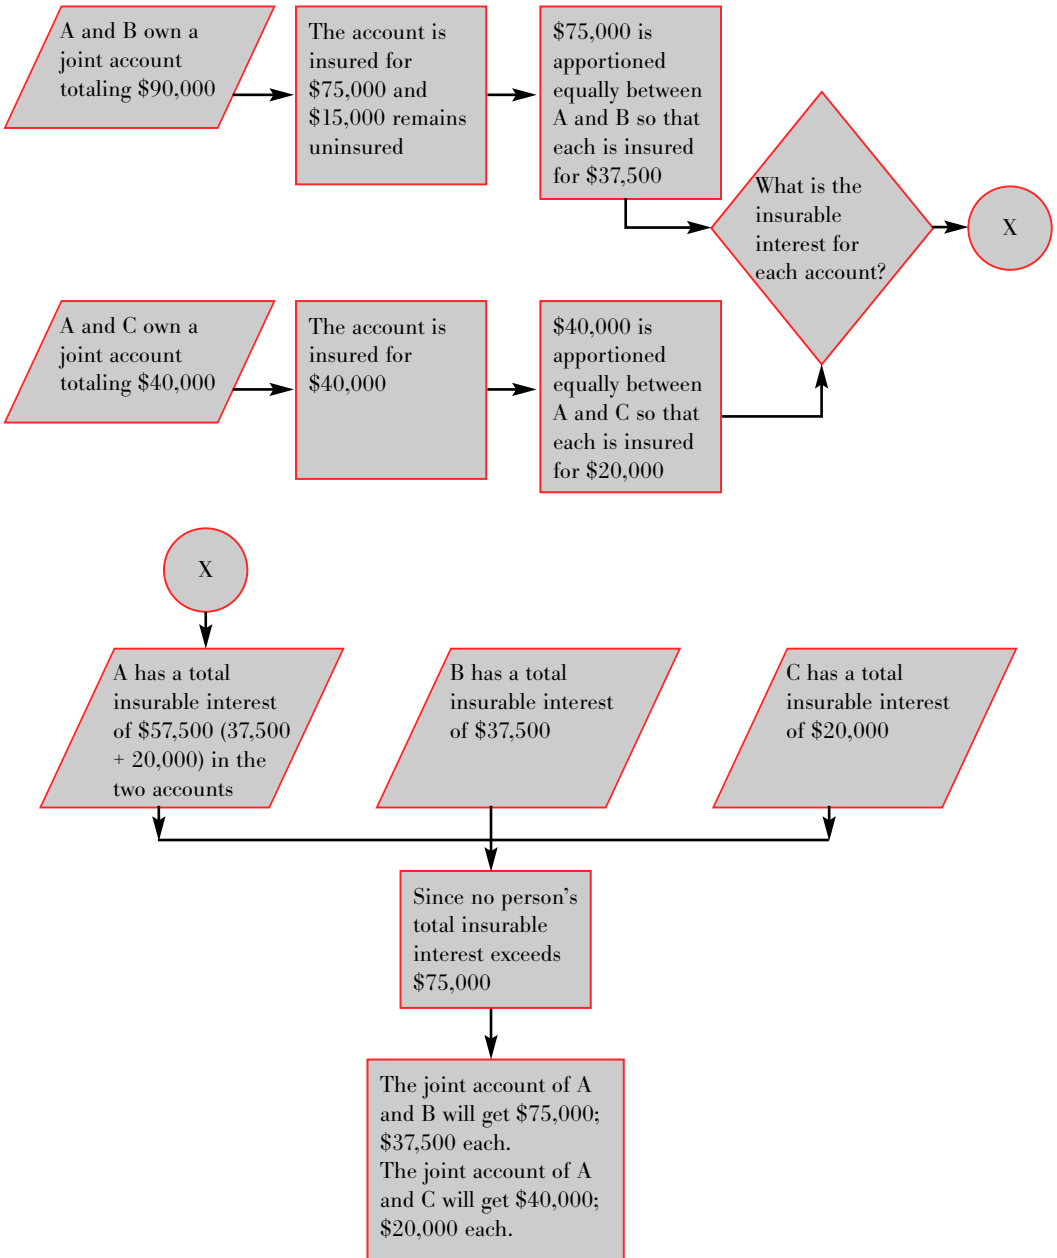 A and B own a
joint account
totaling $90,000
The account is
insured for
$75,000 and
$15,000 remains
uninsured
$75,000 is
apportioned
equally between
A and B so that
each is insured
for $37,500
What is the
insurable
interest for
each account?
X
A and C own a
joint account
totaling $40,000
The account is
insured for
$40,000
$40,000 is
apportioned
equally between
A and C so that
each is insured
for $20,000
X
A has a total
insurable interest
of $57,500 (37,500
+ 20,000) in the
two accounts
B has a total
insurable interest
of $37,500
C has a total
insurable interest
of $20,000
Since no person’s
total insurable
interest exceeds
$75,000
The joint account of A
and B will get $75,000;
$37,500 each.
The joint account of A
and C will get $40,000;
$20,000 each.